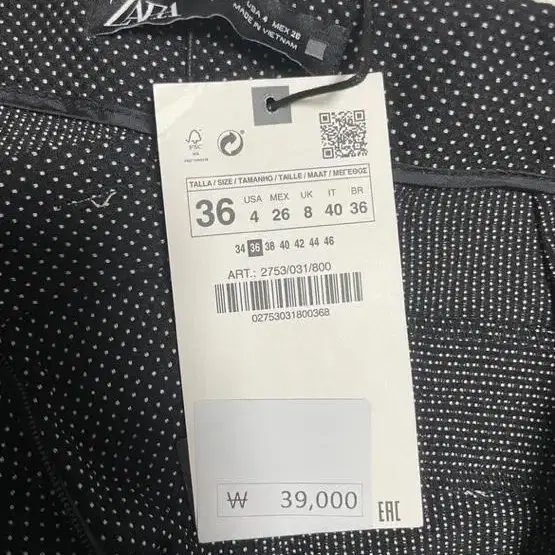 ZARA
USA 4 MEX 26
MADE IN VIETNAM
FSC
TALLA / SIZE / TAMANHO / TAILLE / MAAT / ΜΕΓΕΘΟΣ
36 USA 4 MEX 26 UK 8 IT 40 BR 36
34 36 38 40 42 44 46
ART.: 2753/031/800
02753031800368
₩ 39,000
EAC